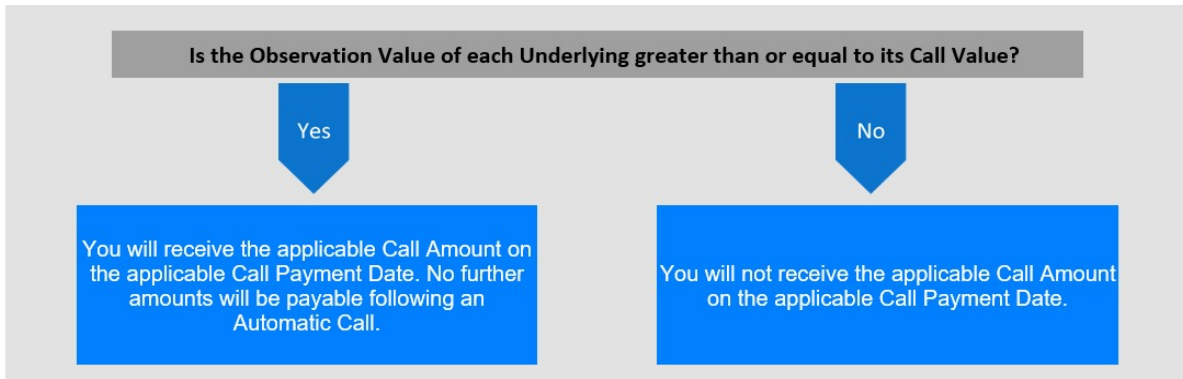 Is the Observation Value of each Underlying greater than or equal to its Call Value?
Yes
No
You will receive the applicable Call Amount on
the applicable Call Payment Date. No further
amounts will be payable following an
Automatic Call.
You will not receive the applicable Call Amount
on the applicable Call Payment Date.